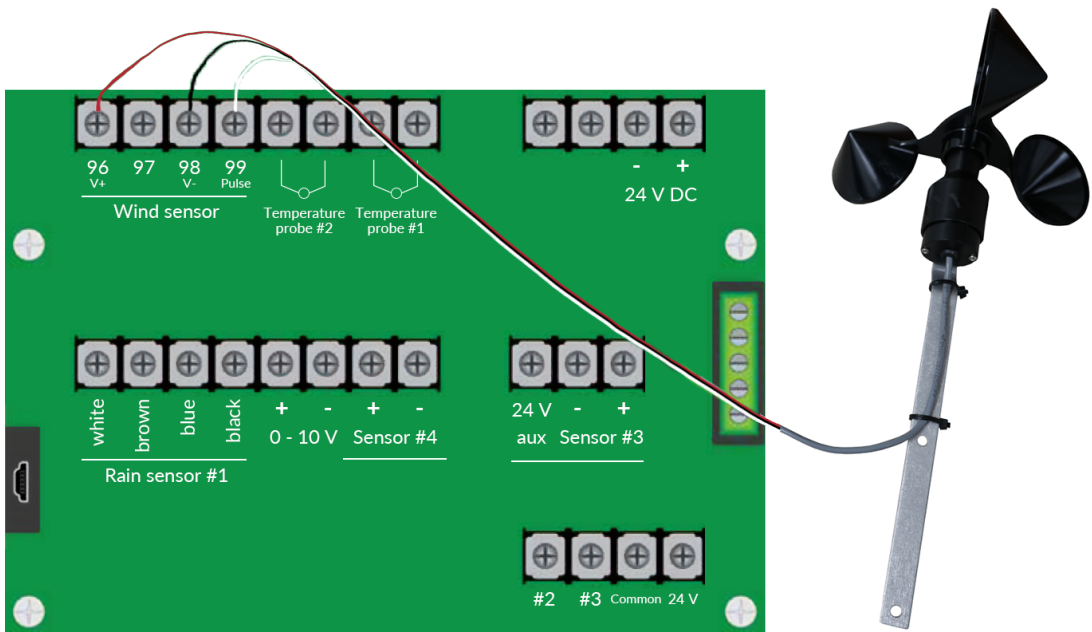 96 97 98 99
V+ V- Pulse
Wind sensor
Temperature
probe #2
Temperature
probe #1
- +
24 V DC
white
brown
blue
black
Rain sensor #1
+ -
0 - 10 V
+ -
Sensor #4
24 V - +
aux Sensor #3
#2 #3 Common 24 V